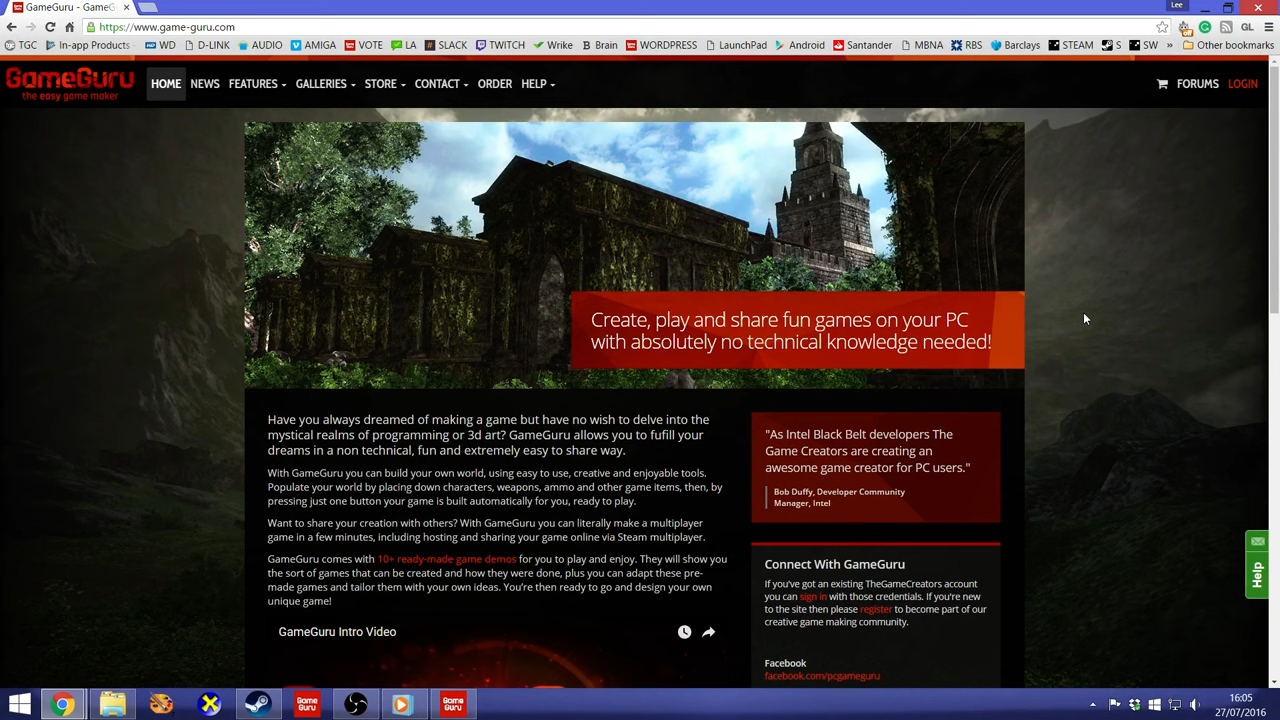 GameGuru - GameG
Lee
https://www.game-guru.com
GL
TGC In-app Products WD D-LINK AUDIO AMIGA VOTE LA SLACK TWITCH Wrike Brain WORDPRESS LaunchPad Android Santander MBNA RBS Barclays STEAM S SW » Other bookmarks
GameGuru
the easy game maker
HOME NEWS FEATURES GALLERIES STORE CONTACT ORDER HELP FORUMS LOGIN
Create, play and share fun games on your PC
with absolutely no technical knowledge needed!
Have you always dreamed of making a game but have no wish to delve into the
mystical realms of programming or 3d art? GameGuru allows you to fufill your
dreams in a non technical, fun and extremely easy to share way.
With GameGuru you can build your own world, using easy to use, creative and enjoyable tools.
Populate your world by placing down characters, weapons, ammo and other game items, then, by
pressing just one button your game is built automatically for you, ready to play.
Want to share your creation with others? With GameGuru you can literally make a multiplayer
game in a few minutes, including hosting and sharing your game online via Steam multiplayer.
GameGuru comes with 10+ ready-made game demos for you to play and enjoy. They will show you
the sort of games that can be created and how they were done, plus you can adapt these pre-
made games and tailor them with your own ideas. You're then ready to go and design your own
unique game!
GameGuru Intro Video
"As Intel Black Belt developers The
Game Creators are creating an
awesome game creator for PC users."
Bob Duffy, Developer Community
Manager, Intel
Connect With GameGuru
If you've got an existing TheGameCreators account
you can sign in with those credentials. If you're new
to the site then please register to become part of our
creative game making community.
Facebook
facebook.com/pcgameguru
Help
Game
Guru
Game
Guru
16:05
27/07/2016